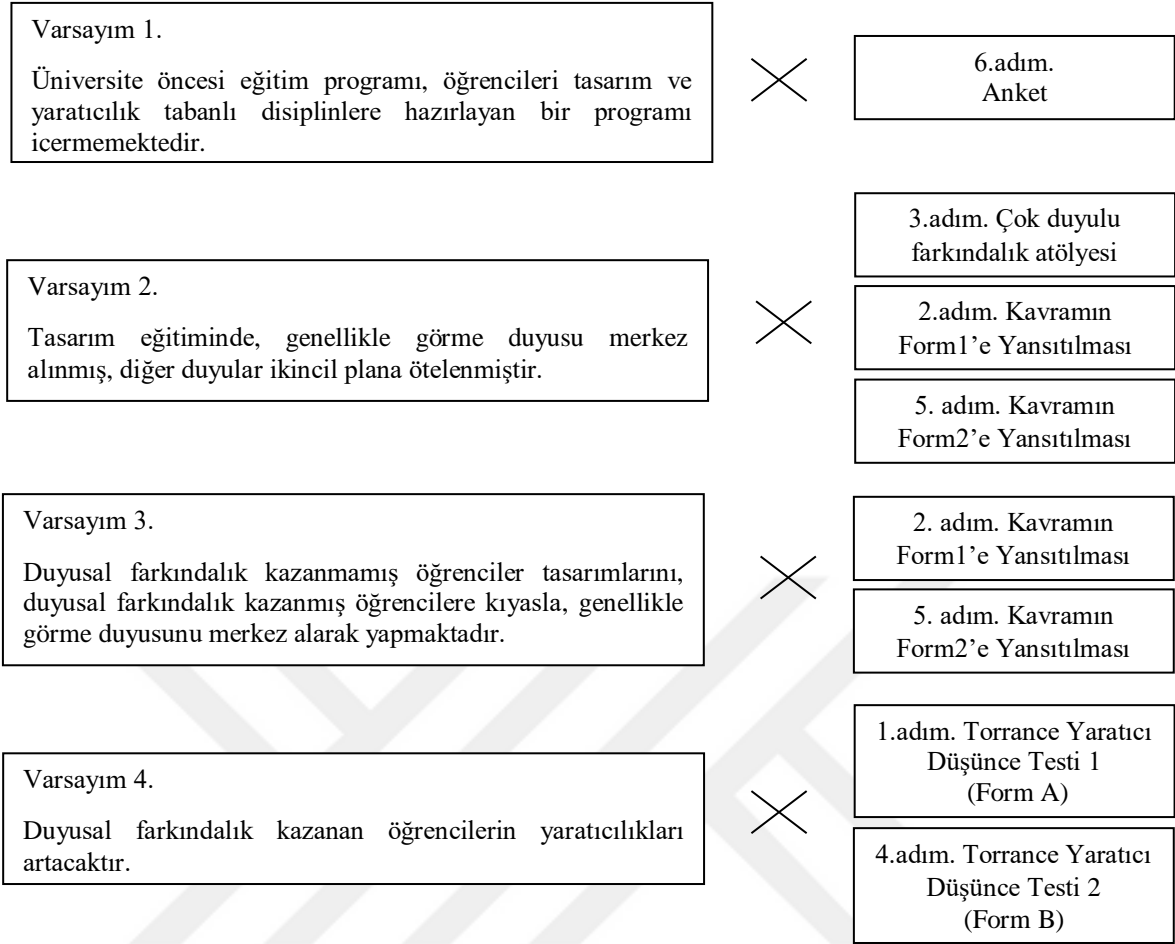 Varsayım 1.
Üniversite öncesi eğitim programı, öğrencileri tasarım ve
yaratıcılık tabanlı disiplinlere hazırlayan bir programı
icermemektedir.
6.adım.
Anket
Varsayım 2.
Tasarım eğitiminde, genellikle görme duyusu merkez
alınmış, diğer duyular ikincil plana ötelenmiştir.
3.adım. Çok duyulu
farkındalık atölyesi
2.adım. Kavramın
Form1’e Yansıtılması
5. adım. Kavramın
Form2’e Yansıtılması
Varsayım 3.
Duyusal farkındalık kazanmamış öğrenciler tasarımlarını,
duyusal farkındalık kazanmış öğrencilere kıyasla, genellikle
görme duyusunu merkez alarak yapmaktadır.
2. adım. Kavramın
Form1’e Yansıtılması
5. adım. Kavramın
Form2’e Yansıtılması
Varsayım 4.
Duyusal farkındalık kazanan öğrencilerin yaratıcılıkları
artacaktır.
1.adım. Torrance Yaratıcı
Düşünce Testi 1
(Form A)
4.adım. Torrance Yaratıcı
Düşünce Testi 2
(Form B)